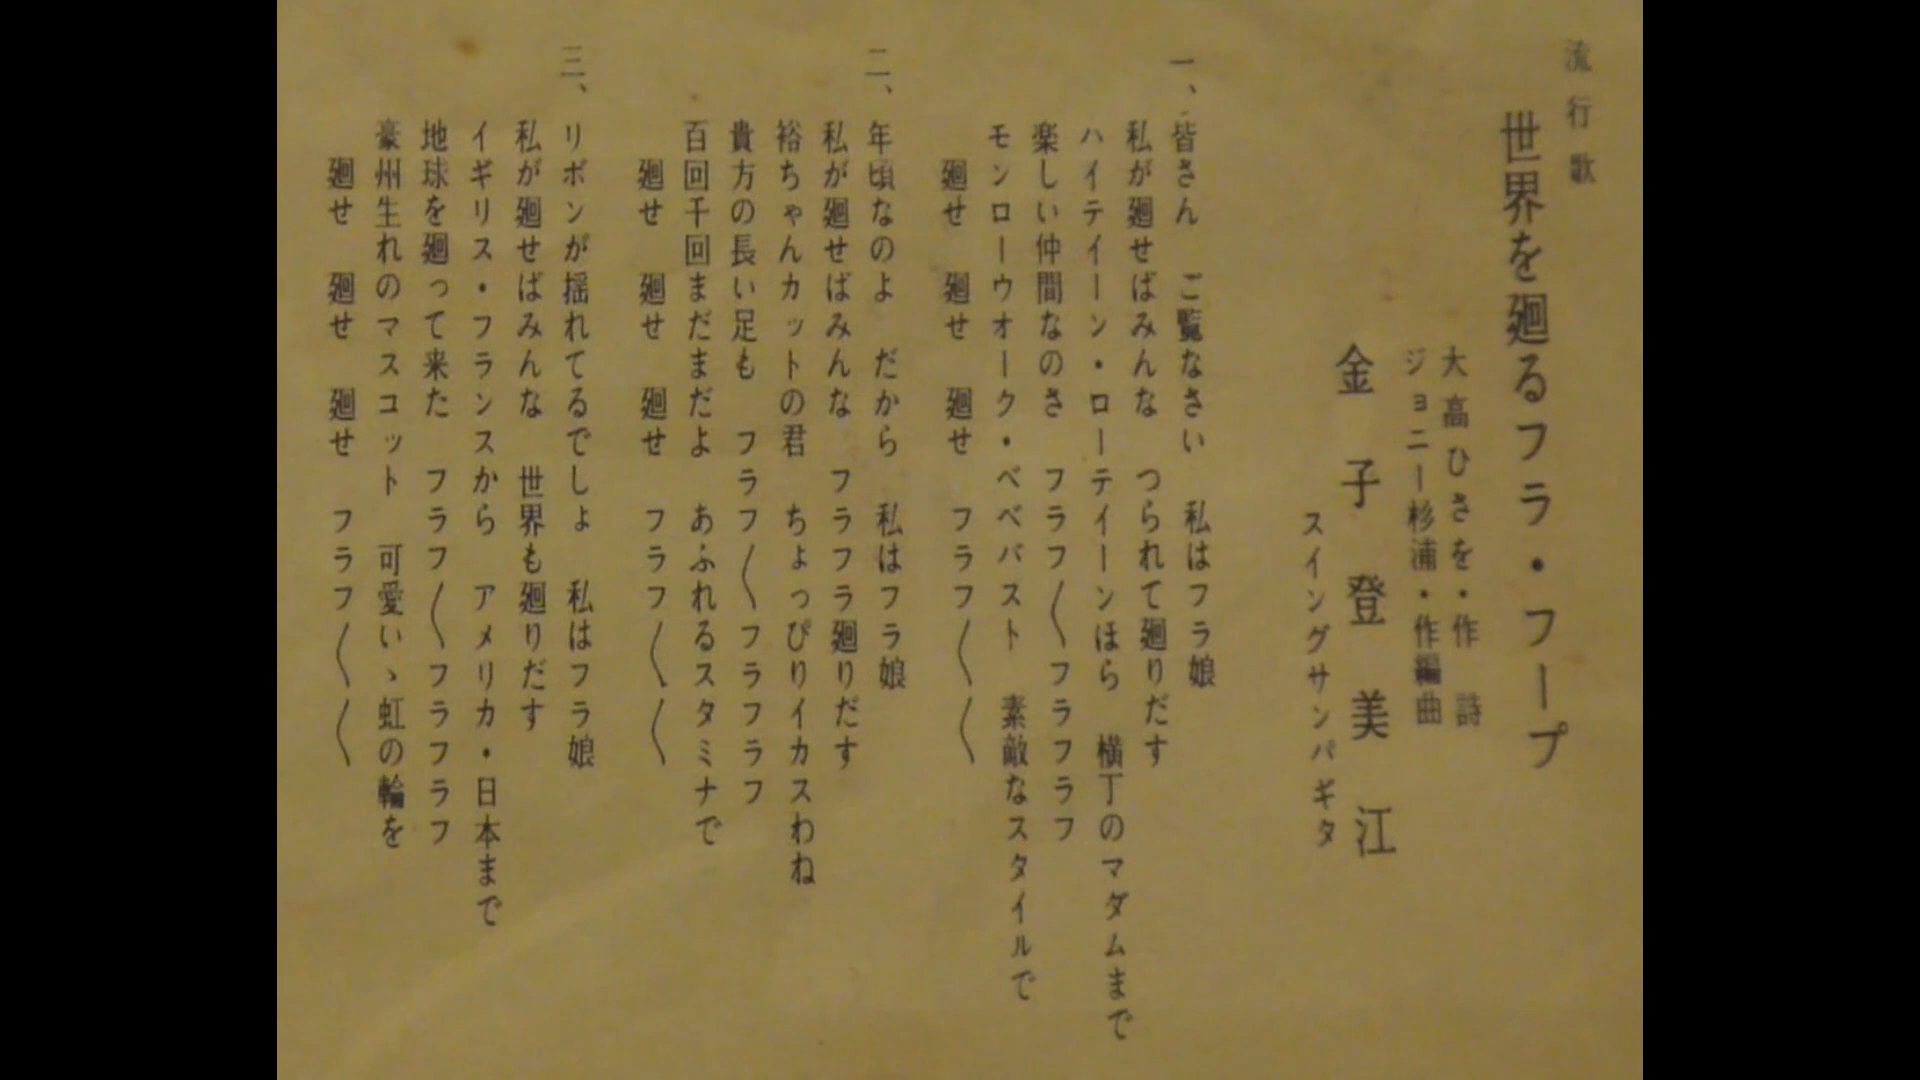 流行歌
世界を廻るフラ・フープ
大高ひさを・作詩
ジョニー杉浦・作編曲
金子登美江
スイングサンパギタ
一、
皆さん　ご覧なさい　私はフラ娘
私が廻せばみんな　つられて廻りだす
ハイテイーン・ローテイーンほら　横丁のマダムまで
楽しい仲間なのさ　フラフ〳〵フラフラフ
モンローウオーク・ベベバスト　素敵なスタイルで
廻せ　廻せ　廻せ　フラフ〳〵〳〵
二、
年頃なのよ　だから　私はフラ娘
私が廻せばみんな　フラフラ廻りだす
裕ちゃんカットの君　ちょっぴりイカスわね
貴方の長い足も　フラフ〳〵フラフラフ
百回千回まだまだよ　あふれるスタミナで
廻せ　廻せ　廻せ　フラフ〳〵〳〵
三、
リボンが揺れてるでしょ　私はフラ娘
私が廻せばみんな　世界も廻りだす
イギリス・フランスから　アメリカ・日本まで
地球を廻って来た　フラフ〳〵フラフラフ
豪州生れのマスコット　可愛いゝ虹の輪を
廻せ　廻せ　廻せ　フラフ〳〵〳〵